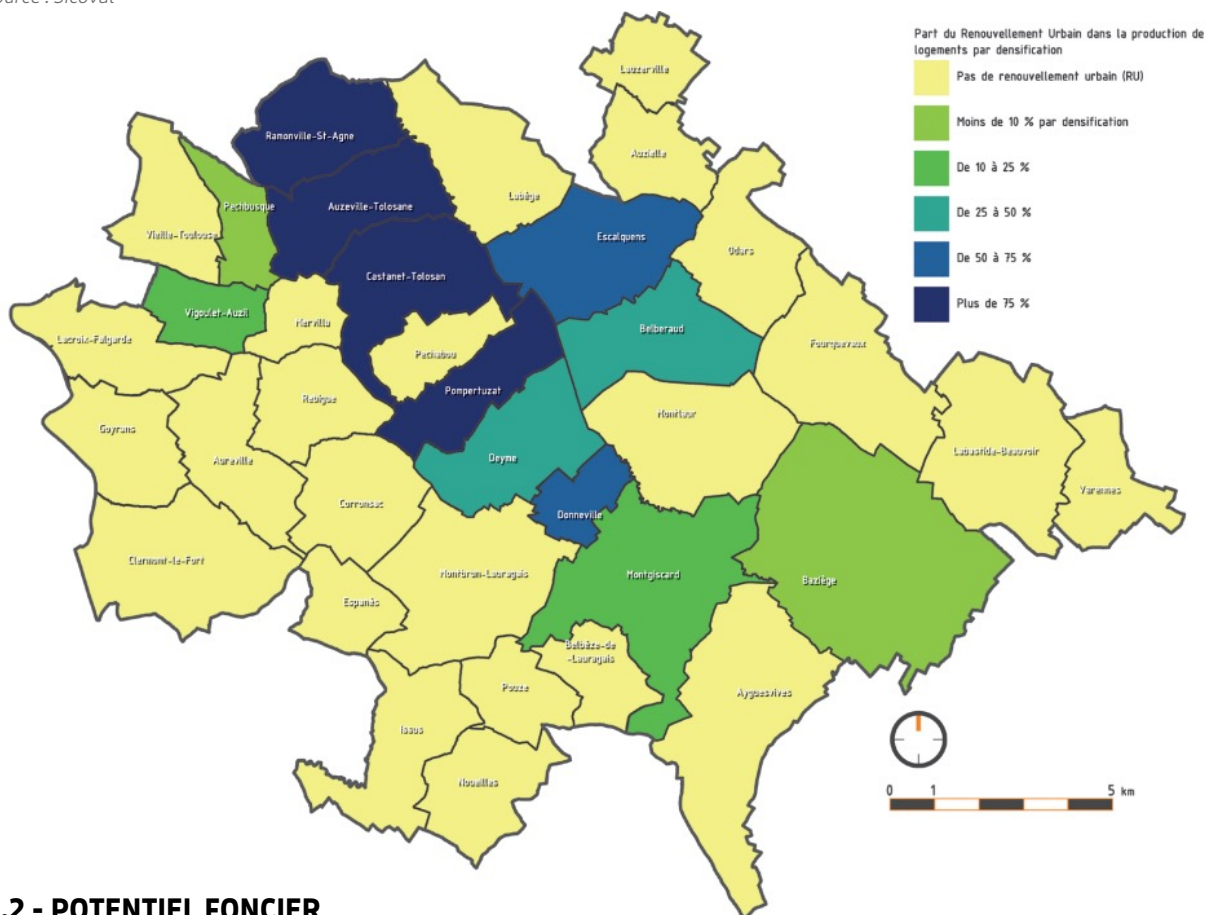 Source : Sicoval
Part du Renouvellement Urbain dans la production de
logements par densification
Pas de renouvellement urbain (RU)
Moins de 10 % par densification
De 10 à 25 %
De 25 à 50 %
De 50 à 75 %
Plus de 75 %
Lauzerville
Ramonville-St-Agne
Auzielle
Labège
Pechbusque
Auzeville-Tolosane
Vieille-Toulouse
Escalquens
Odars
Castanet-Tolosan
Vigoulet-Auzil
Mervilla
Belberaud
Lacroix-Falgarde
Fourquevaux
Péchabou
Pompertuzat
Rebigue
Montlaur
Goyrans
Aureville
Deyme
Labastide-Beauvoir
Varennes
Corronsac
Donneville
Clermont-le-Fort
Montbrun-Lauragais
Montgiscard
Baziège
Espanès
Belbèze-de
-Lauragais
Pouze
Ayguesvives
Issus
Noueilles
0 1 5 km
.2 - POTENTIEL FONCIER